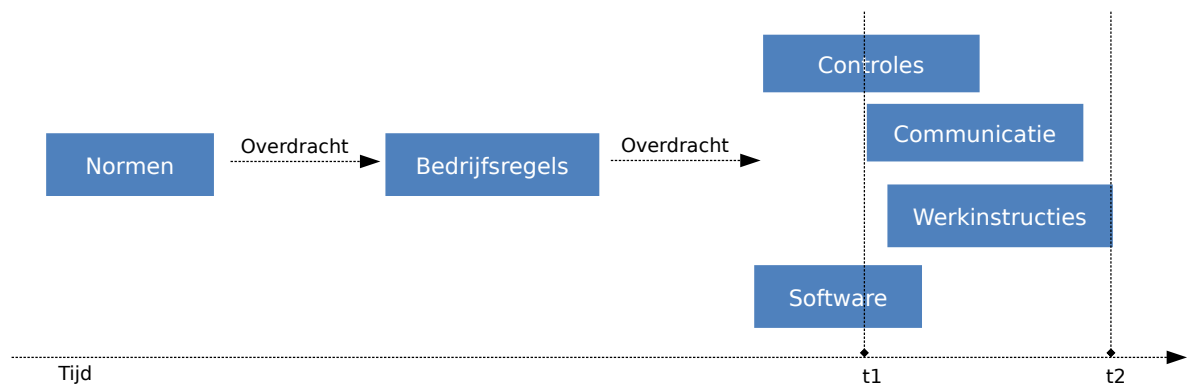 Normen
Overdracht
Bedrijfsregels
Overdracht
Controles
Communicatie
Werkinstructies
Software
Tijd
t1
t2